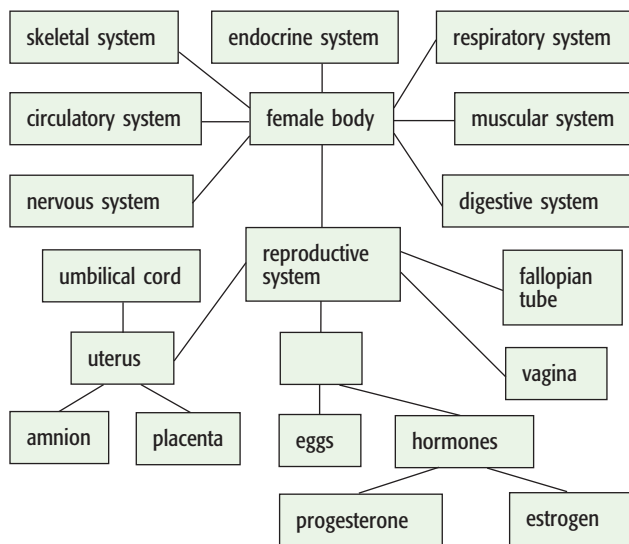 skeletal system
endocrine system
respiratory system
circulatory system
female body
muscular system
nervous system
digestive system
reproductive
system
umbilical cord
fallopian
tube
uterus
vagina
amnion
placenta
eggs
hormones
progesterone
estrogen